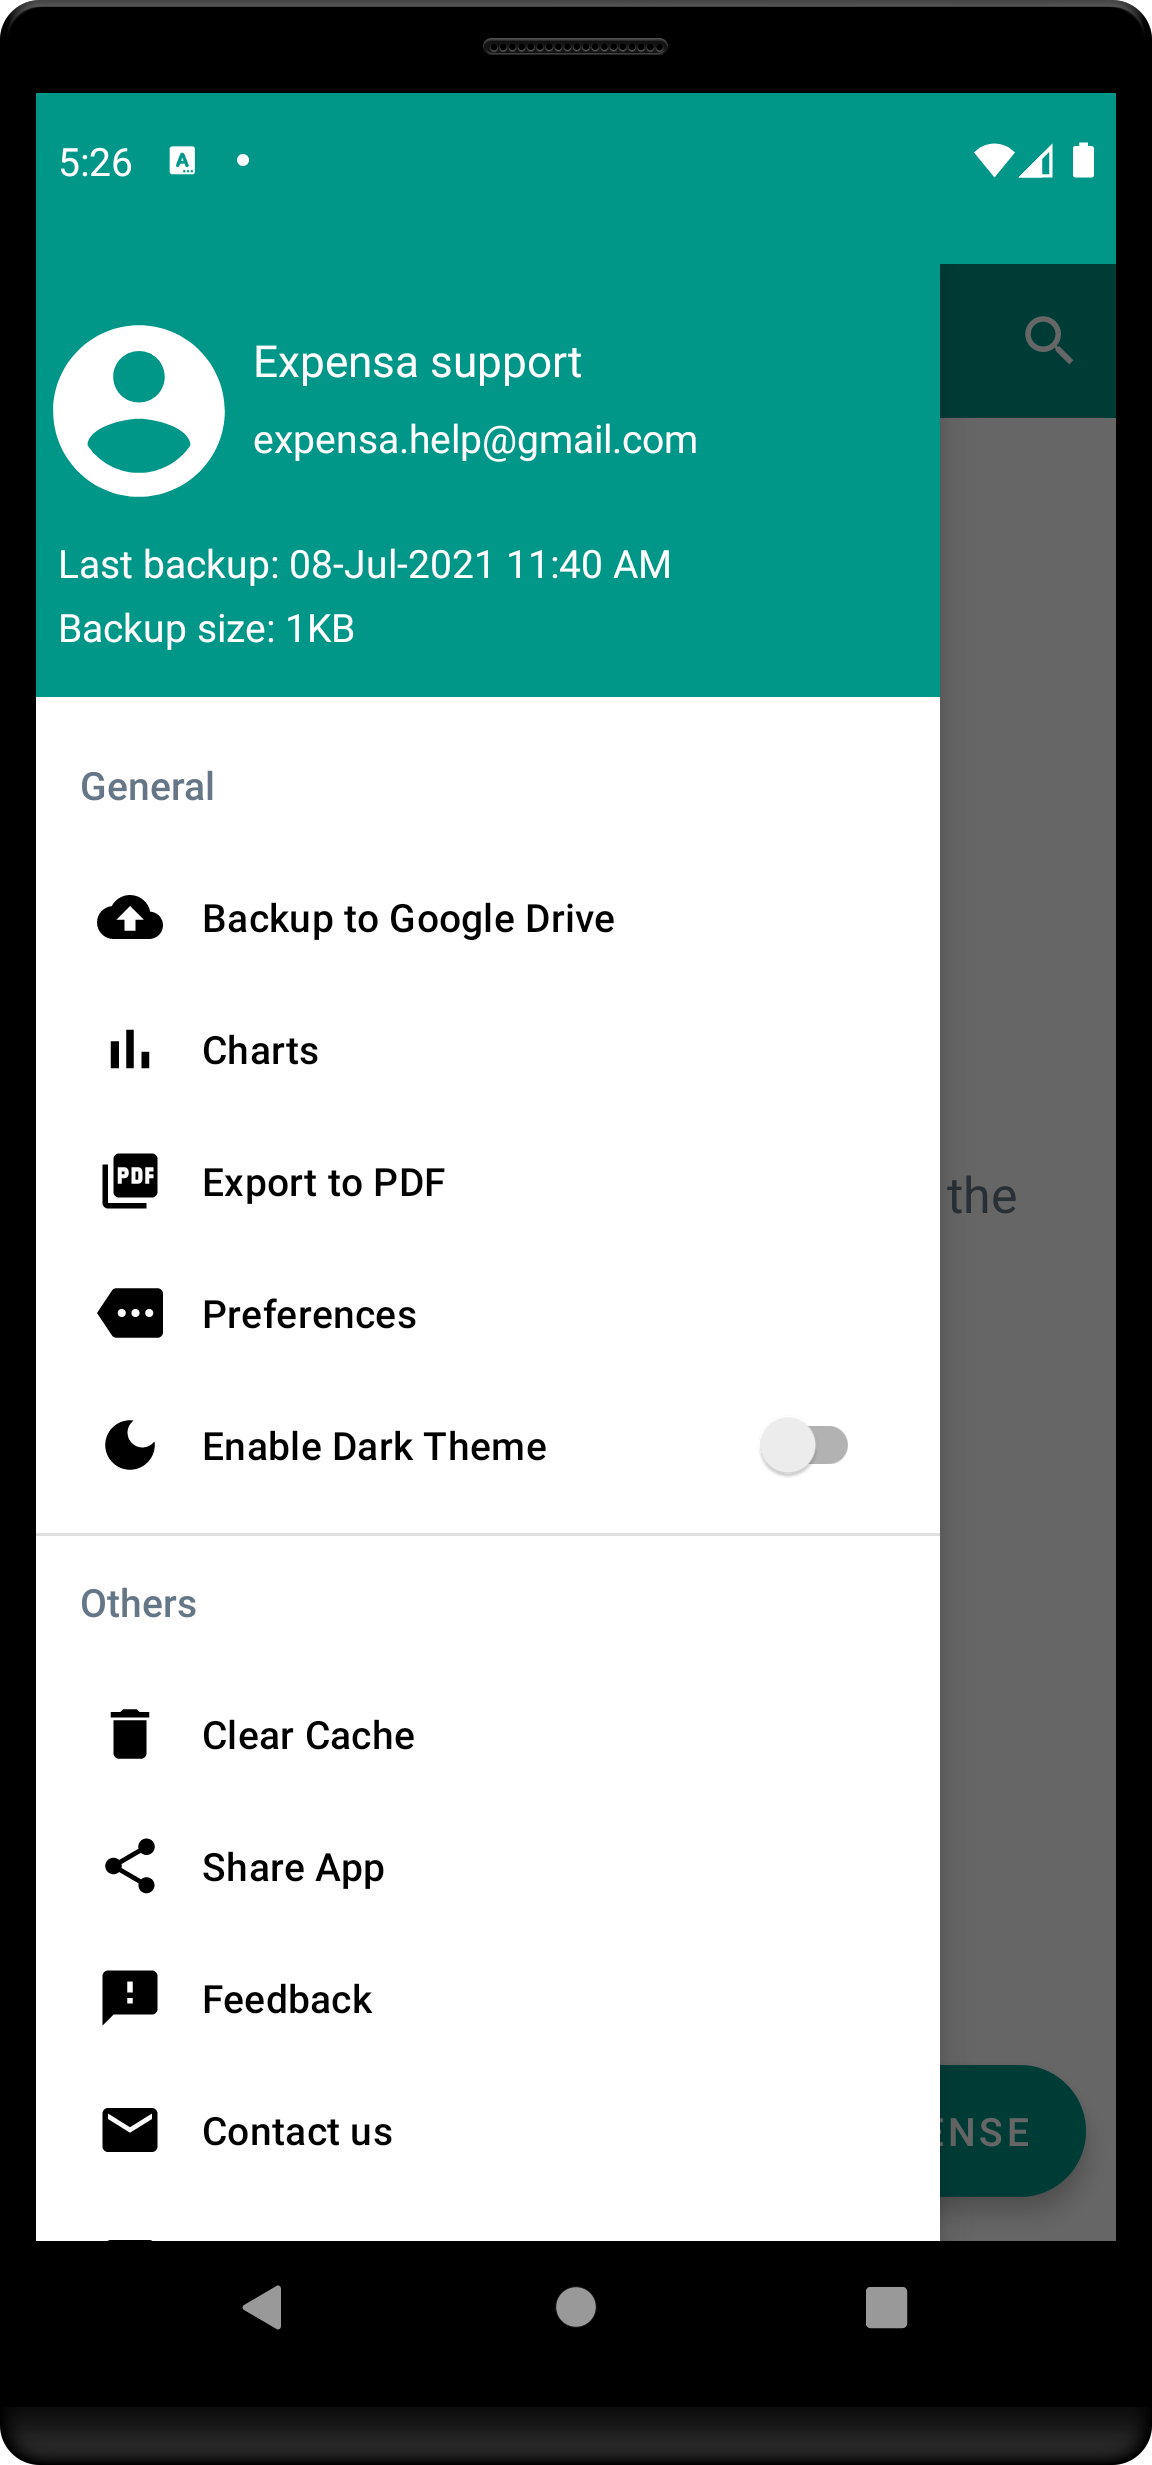 5:26
Expensa support
expensa.help@gmail.com
Last backup: 08-Jul-2021 11:40 AM
Backup size: 1KB
General
Backup to Google Drive
Charts
PDF
Export to PDF
the
Preferences
Enable Dark Theme
Others
Clear Cache
Share App
Feedback
Contact us
ENSE